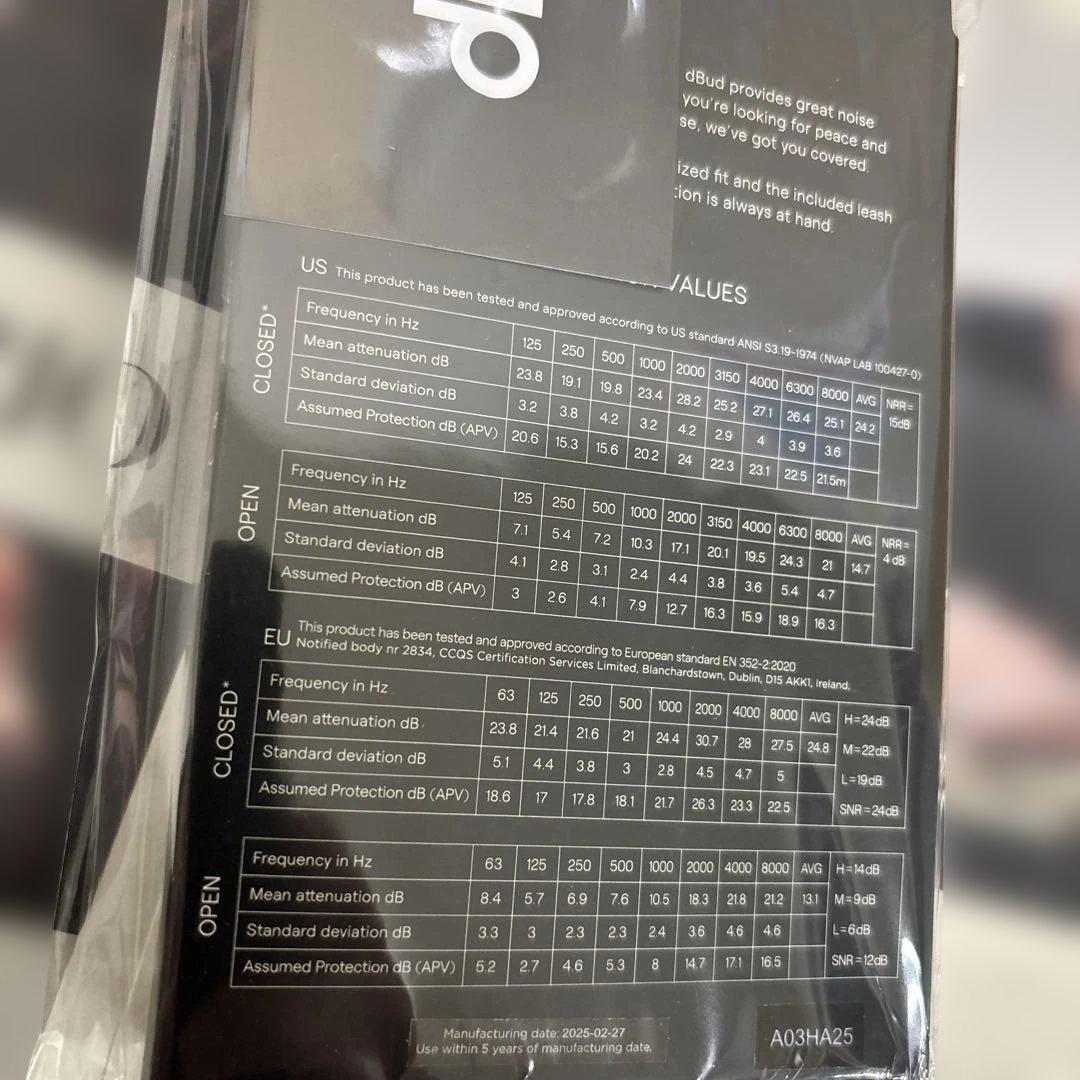 dBud provides great noise
you're looking for peace and
se, we've got you covered.
ized fit and the included leash
tion is always at hand.
VALUES
US This product has been tested and approved according to US standard ANSI S3.19-1974 (NVAP LAB 100427-0)
CLOSED*
Frequency in Hz 125 250 500 1000 2000 3150 4000 6300 8000 AVG NRR=
Mean attenuation dB 23.8 19.1 19.8 23.4 28.2 25.2 27.1 26.4 25.1 24.2 15dB
Standard deviation dB 3.2 3.8 4.2 3.2 4.2 2.9 4 3.9 3.6
Assumed Protection dB (APV) 20.6 15.3 15.6 20.2 24 22.3 23.1 22.5 21.5m
OPEN
Frequency in Hz 125 250 500 1000 2000 3150 4000 6300 8000 AVG NRR=
Mean attenuation dB 7.1 5.4 7.2 10.3 17.1 20.1 19.5 24.3 21 14.7 4 dB
Standard deviation dB 4.1 2.8 3.1 2.4 4.4 3.8 3.6 5.4 4.7
Assumed Protection dB (APV) 3 2.6 4.1 7.9 12.7 16.3 15.9 18.9 16.3
EU This product has been tested and approved according to European standard EN 352-2:2020
Notified body nr 2834, CCQS Certification Services Limited, Blanchardstown, Dublin, D15 AKK1, Ireland.
CLOSED*
Frequency in Hz 63 125 250 500 1000 2000 4000 8000 AVG H=24dB
Mean attenuation dB 23.8 21.4 21.6 21 24.4 30.7 28 27.5 24.8 M=22dB
Standard deviation dB 5.1 4.4 3.8 3 2.8 4.5 4.7 5 L=19dB
Assumed Protection dB (APV) 18.6 17 17.8 18.1 21.7 26.3 23.3 22.5 SNR=24dB
OPEN
Frequency in Hz 63 125 250 500 1000 2000 4000 8000 AVG H=14dB
Mean attenuation dB 8.4 5.7 6.9 7.6 10.5 18.3 21.8 21.2 13.1 M=9dB
Standard deviation dB 3.3 3 2.3 2.3 2.4 3.6 4.6 4.6 L=6dB
Assumed Protection dB (APV) 5.2 2.7 4.6 5.3 8 14.7 17.1 16.5 SNR=12dB
Manufacturing date: 2025-02-27
Use within 5 years of manufacturing date.
A03HA25